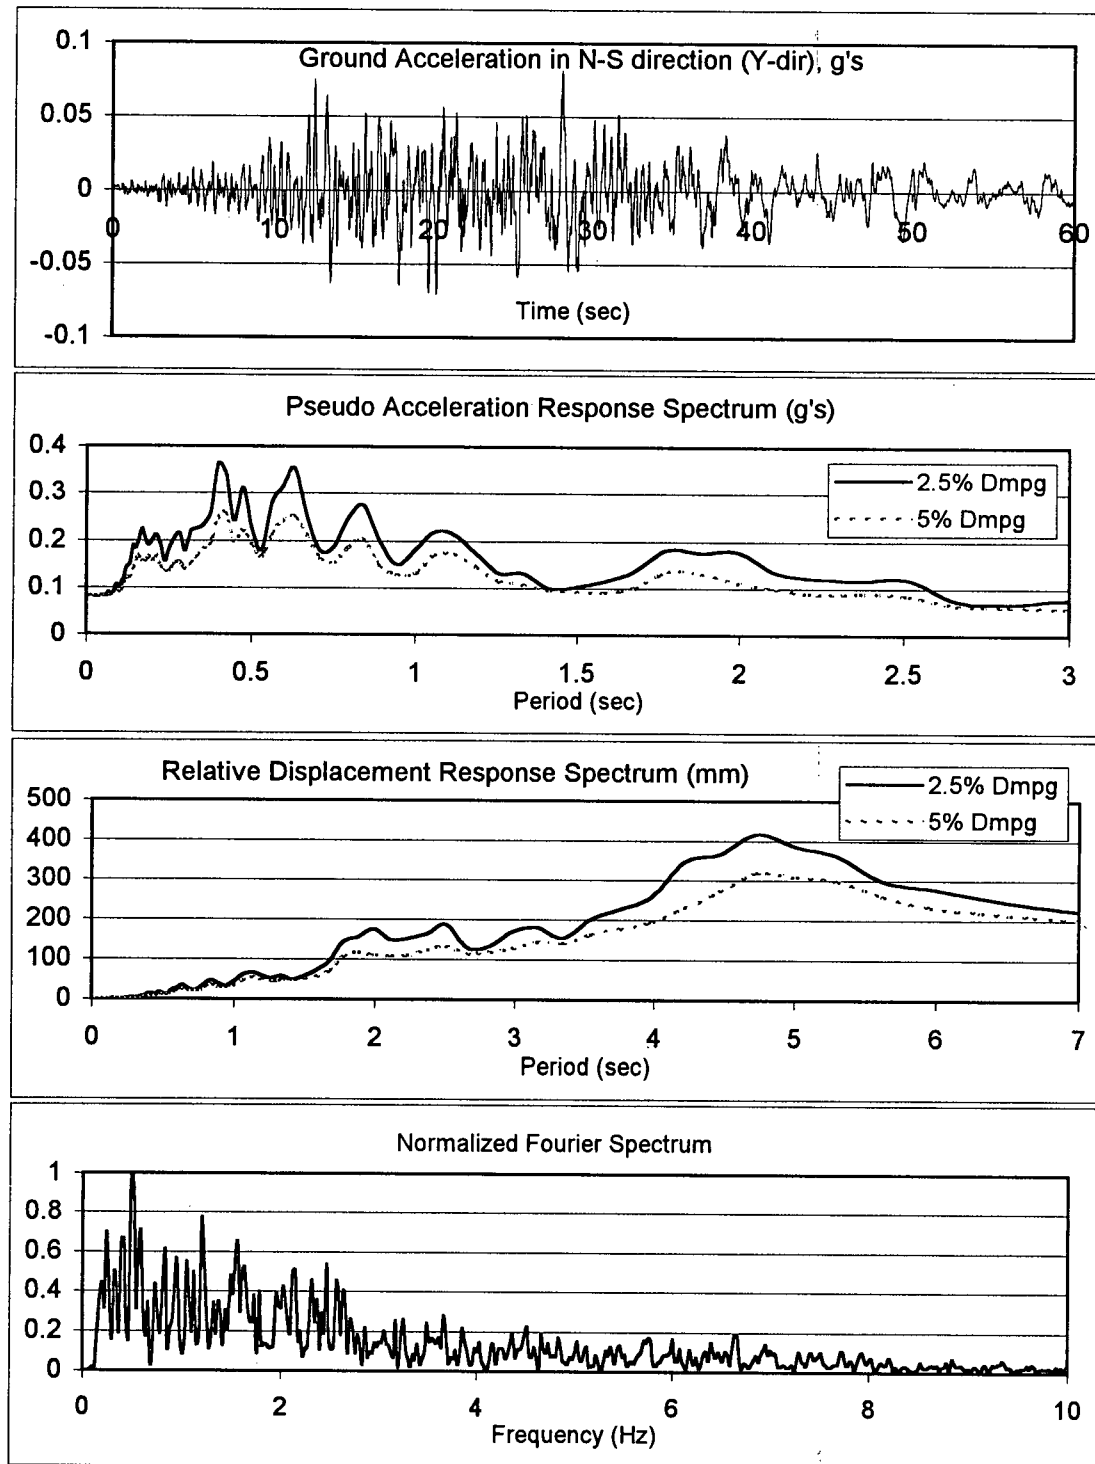 Ground Acceleration in N-S direction (Y-dir), g's
0.1
0.05
0
-0.05
-0.1
0 10 20 30 40 50 60
Time (sec)
Pseudo Acceleration Response Spectrum (g's)
0.4
0.3
0.2
0.1
0
2.5% Dmpg
5% Dmpg
0 0.5 1 1.5 2 2.5 3
Period (sec)
Relative Displacement Response Spectrum (mm)
500
400
300
200
100
0
2.5% Dmpg
5% Dmpg
0 1 2 3 4 5 6 7
Period (sec)
Normalized Fourier Spectrum
1
0.8
0.6
0.4
0.2
0
0 2 4 6 8 10
Frequency (Hz)